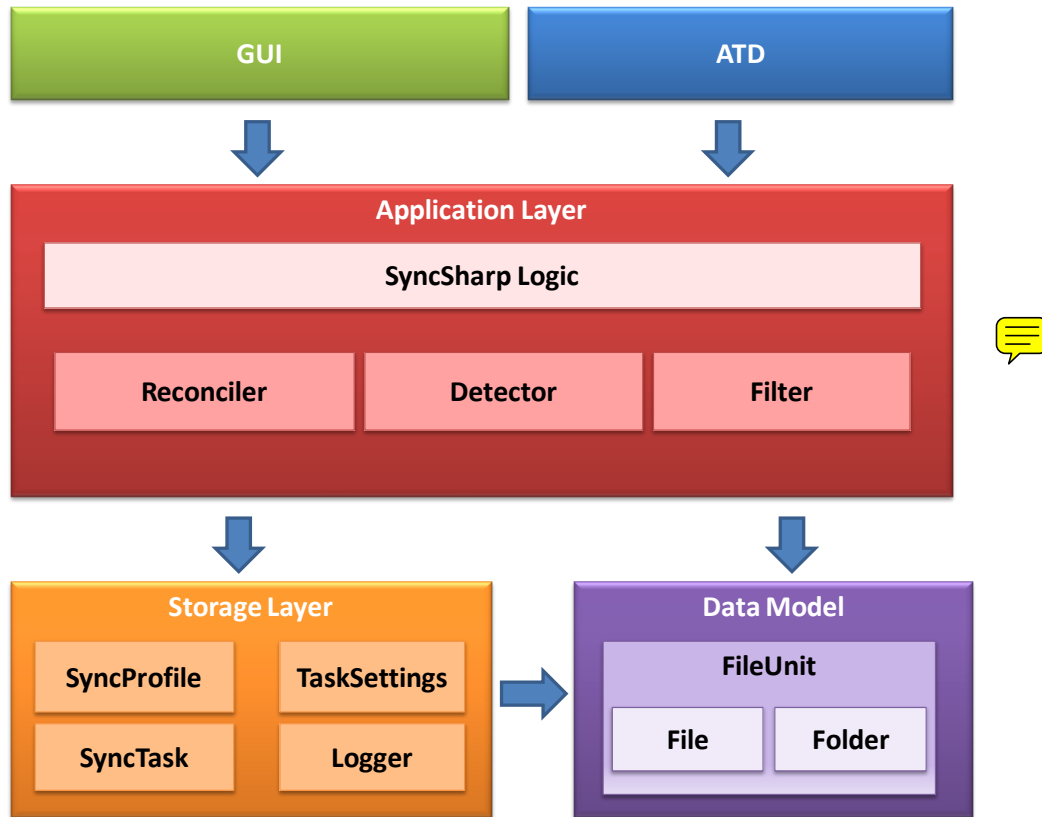 GUI
ATD
Application Layer
SyncSharp Logic
Reconciler
Detector
Filter
Storage Layer
SyncProfile
TaskSettings
SyncTask
Logger
Data Model
FileUnit
File
Folder